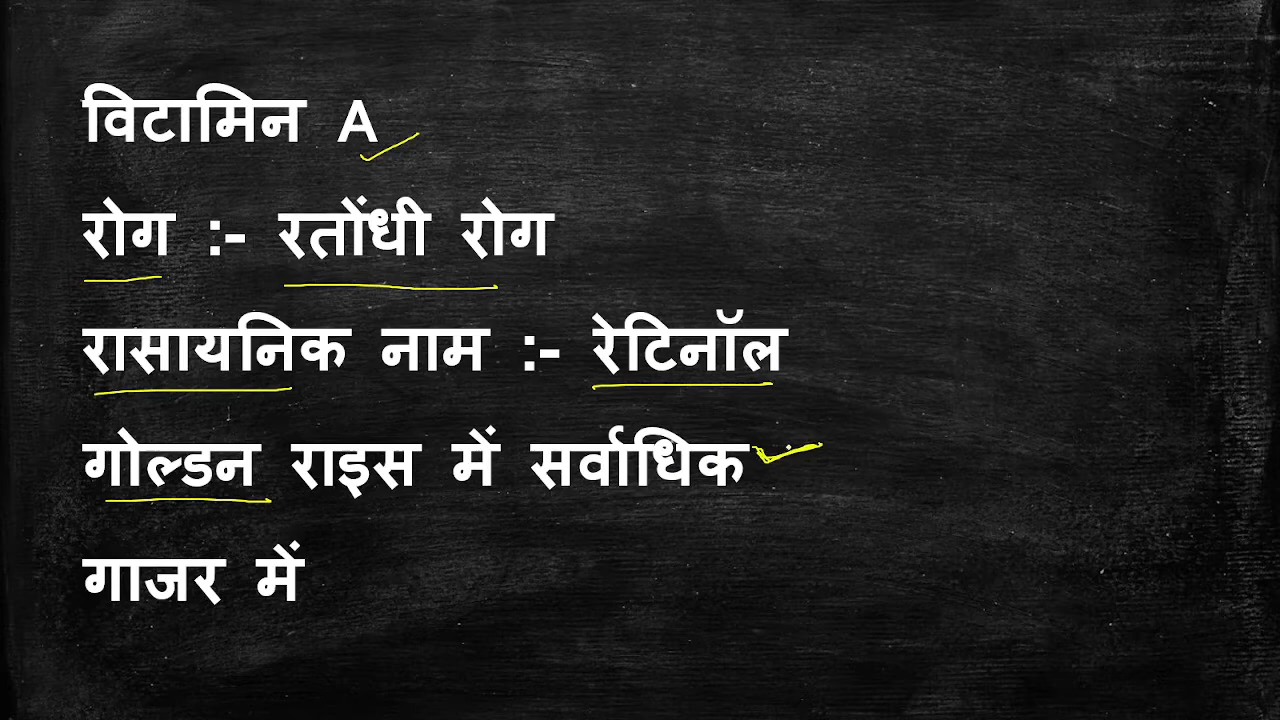 विटामिन A
रोग :- रतोंधी रोग
रासायनिक नाम :- रेटिनॉल
गोल्डन राइस में सर्वाधिक
गाजर में